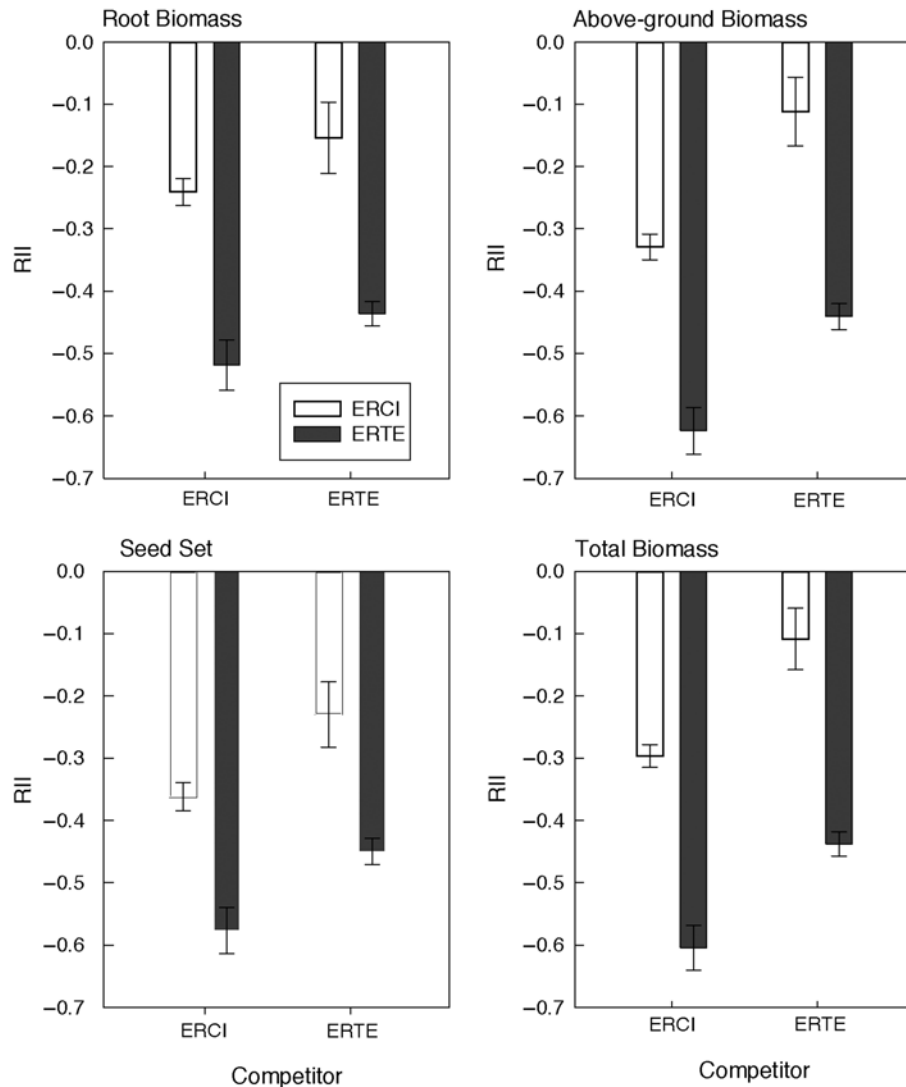 Root Biomass
0.0
−0.1
−0.2
−0.3
−0.4
−0.5
−0.6
−0.7
RII
ERCI
ERTE
ERCI
ERTE
Above-ground Biomass
0.0
−0.1
−0.2
−0.3
−0.4
−0.5
−0.6
−0.7
RII
ERCI
ERTE
Seed Set
0.0
−0.1
−0.2
−0.3
−0.4
−0.5
−0.6
−0.7
RII
ERCI
ERTE
Competitor
Total Biomass
0.0
−0.1
−0.2
−0.3
−0.4
−0.5
−0.6
−0.7
RII
ERCI
ERTE
Competitor